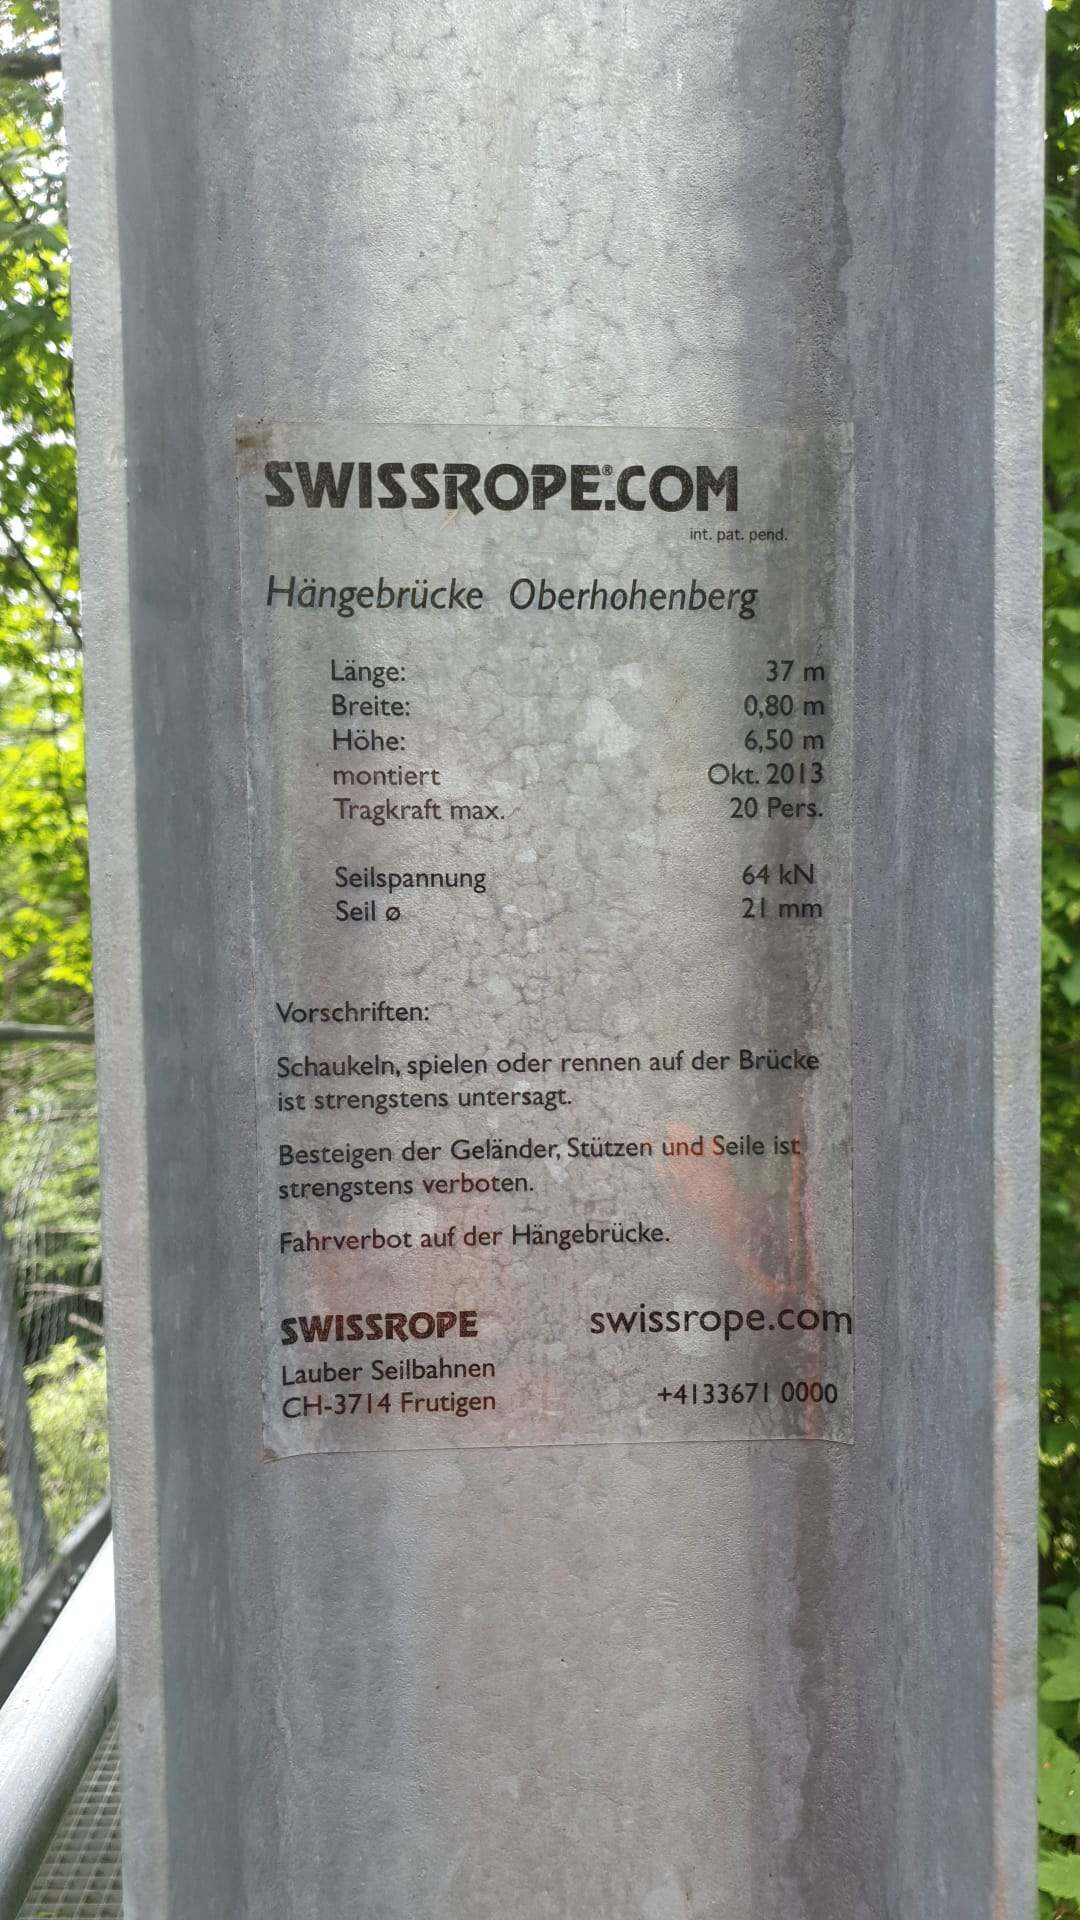 SWISSROPE®.COM
int. pat. pend.
Hängebrücke Oberhohenberg
Länge: 37 m
Breite: 0,80 m
Höhe: 6,50 m
montiert Okt. 2013
Tragkraft max. 20 Pers.
Seilspannung 64 kN
Seil ø 21 mm
Vorschriften:
Schaukeln, spielen oder rennen auf der Brücke
ist strengstens untersagt.
Besteigen der Geländer, Stützen und Seile ist
strengstens verboten.
Fahrverbot auf der Hängebrücke.
SWISSROPE swissrope.com
Lauber Seilbahnen
CH-3714 Frutigen +4133671 0000